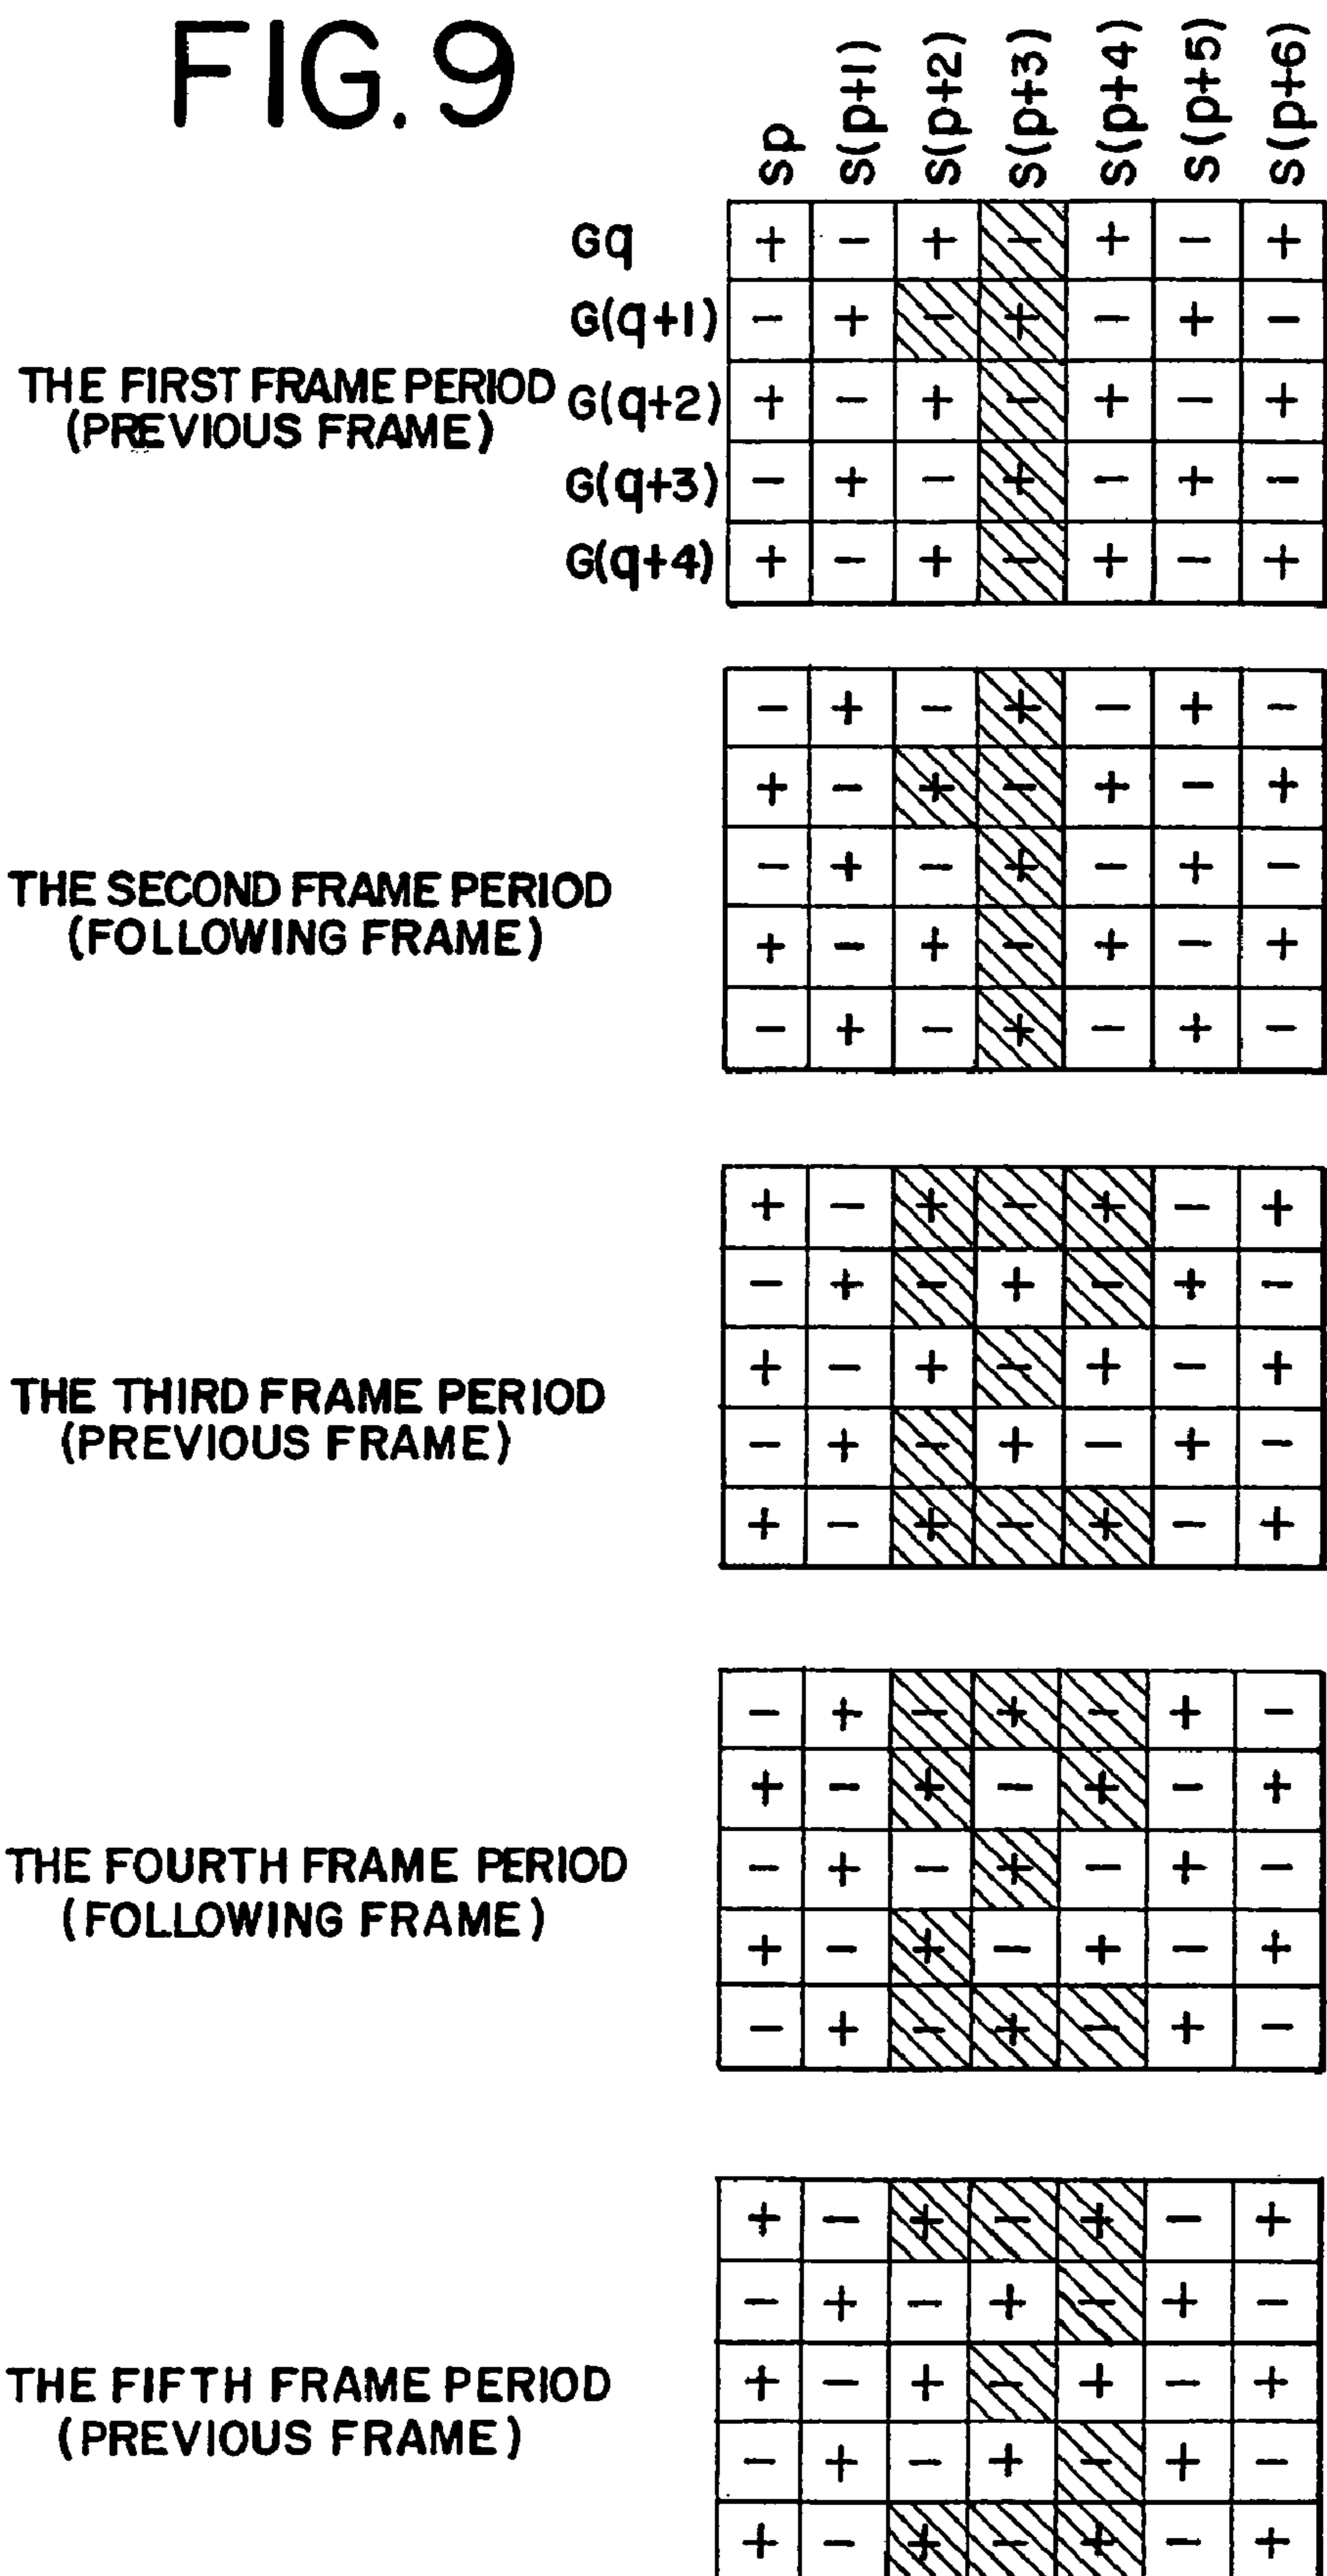 FIG. 9
Sp S(p+1) S(p+2) S(p+3) S(p+4) S(p+5) S(p+6)
THE FIRST FRAME PERIOD
(PREVIOUS FRAME)
Gq + - + - + - +
G(q+1) - + - + - + -
G(q+2) + - + - + - +
G(q+3) - + - + - + -
G(q+4) + - + - + - +
THE SECOND FRAME PERIOD
(FOLLOWING FRAME)
- + - + - + -
+ - + - + - +
- + - + - + -
+ - + - + - +
- + - + - + -
THE THIRD FRAME PERIOD
(PREVIOUS FRAME)
+ - + - + - +
- + - + - + -
+ - + - + - +
- + - + - + -
+ - + - + - +
THE FOURTH FRAME PERIOD
(FOLLOWING FRAME)
- + - + - + -
+ - + - + - +
- + - + - + -
+ - + - + - +
- + - + - + -
THE FIFTH FRAME PERIOD
(PREVIOUS FRAME)
+ - + - + - +
- + - + - + -
+ - + - + - +
- + - + - + -
+ - + - + - +